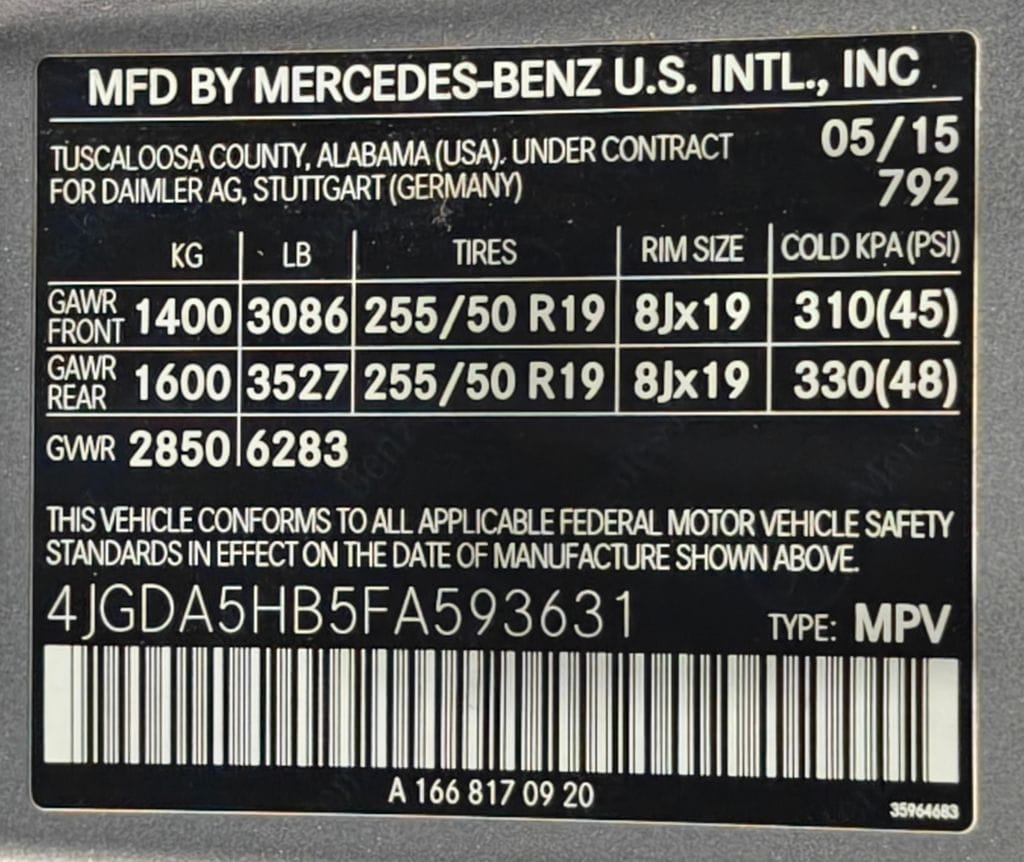 MFD BY MERCEDES-BENZ U.S. INTL., INC.
TUSCALOOSA COUNTY, ALABAMA (USA). UNDER CONTRACT 05/15
FOR DAIMLER AG, STUTTGART (GERMANY) 792
KG LB TIRES RIM SIZE COLD KPA (PSI)
GAWR FRONT 1400 3086 255/50 R19 8Jx19 310(45)
GAWR REAR 1600 3527 255/50 R19 8Jx19 330(48)
GVWR 2850 6283
THIS VEHICLE CONFORMS TO ALL APPLICABLE FEDERAL MOTOR VEHICLE SAFETY
STANDARDS IN EFFECT ON THE DATE OF MANUFACTURE SHOWN ABOVE.
4JGDA5HB5FA593631 TYPE: MPV
A 166 817 09 20
35964683